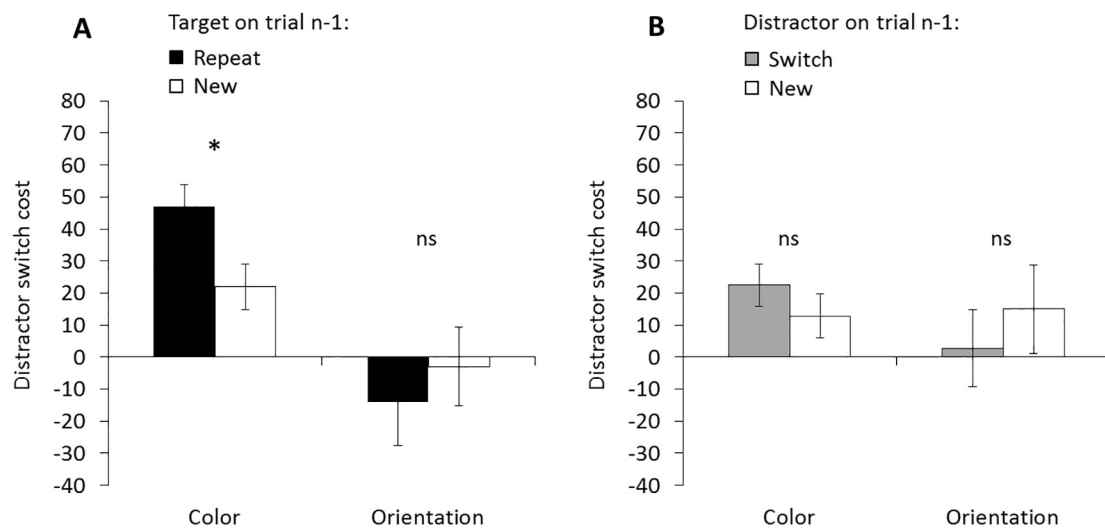 A
Target on trial n-1:
Repeat
New
Distractor switch cost
80
70
60
50
40
30
20
10
0
-10
-20
-30
-40
*
ns
Color
Orientation
B
Distractor on trial n-1:
Switch
New
Distractor switch cost
80
70
60
50
40
30
20
10
0
-10
-20
-30
-40
ns
ns
Color
Orientation